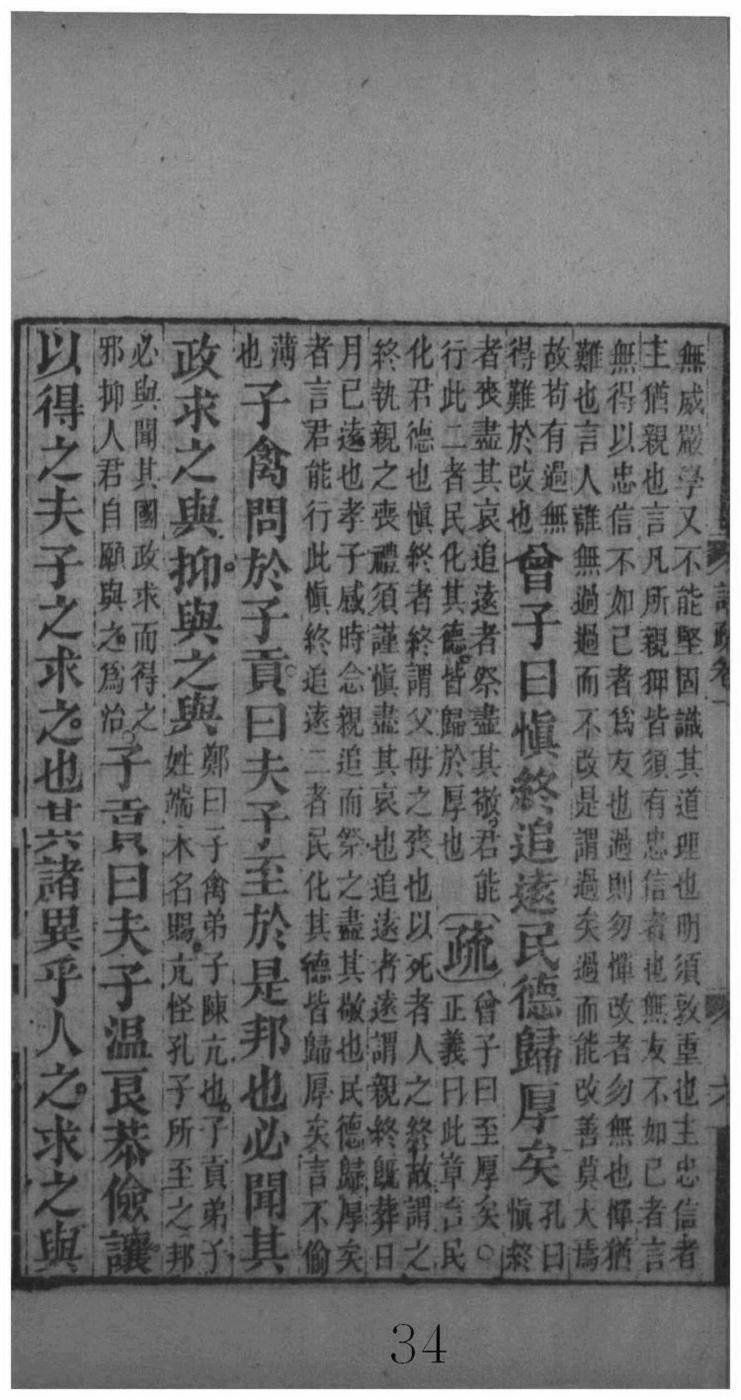 語疏卷一 六
無威嚴學又不能堅固識其道理也明須敦重也主忠信者
主猶親也言凡所親狎皆須有忠信者也無友不如己者言
無得以忠信不如己者爲友也過則勿憚改者勿無也憚猶
難也言人誰無過過而不改是謂過矣過而能改善莫大焉
故苟有過無
得難於改也
曾子曰愼終追遠民德歸厚矣
孔曰
愼終
者喪盡其哀追遠者祭盡其敬君能
行此二者民化其德皆歸於厚也
疏
曾子曰至厚矣○
正義曰此章言民
化君德也愼終者終謂父母之喪也以死者人之終故謂之
終執親之喪禮須謹愼盡其哀也追遠者遠謂親終既葬日
月已遠也孝子感時念親追而祭之盡其敬也民德歸厚矣
者言君能行此愼終追遠二者民化其德皆歸厚矣言不偷
薄
也
子禽問於子貢曰夫子至於是邦也必聞其
政求之與抑與之與
鄭曰子禽弟子陳亢也子貢弟子
姓端木名賜亢怪孔子所至之邦
必與聞其國政求而得之
邪抑人君自願與之爲治
子貢曰夫子温良恭儉讓
以得之夫子之求之也其諸異乎人之求之與
34